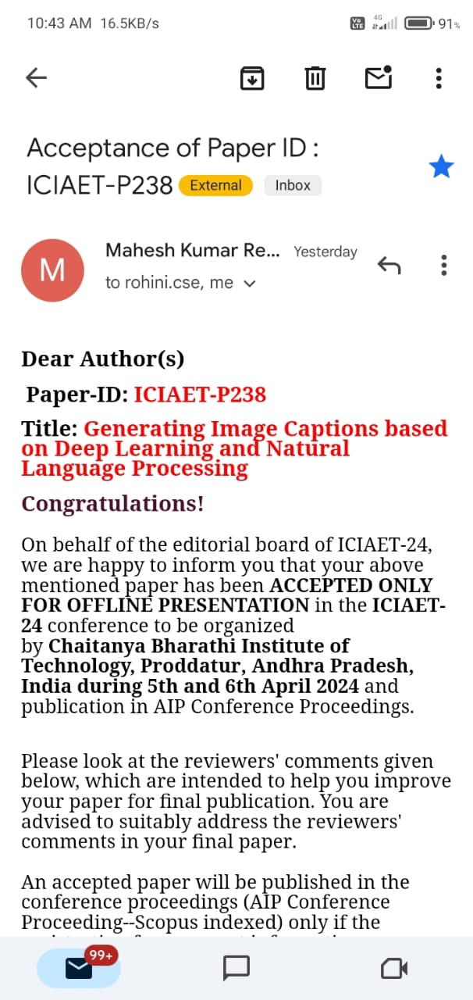 10:43 AM 16.5KB/s Vo LTE 4G 91%
Acceptance of Paper ID :
ICIAET-P238 External Inbox
M
Mahesh Kumar Re... Yesterday
to rohini.cse, me
Dear Author(s)
Paper-ID: ICIAET-P238
Title: Generating Image Captions based
on Deep Learning and Natural
Language Processing
Congratulations!
On behalf of the editorial board of ICIAET-24,
we are happy to inform you that your above
mentioned paper has been ACCEPTED ONLY
FOR OFFLINE PRESENTATION in the ICIAET-
24 conference to be organized
by Chaitanya Bharathi Institute of
Technology, Proddatur, Andhra Pradesh,
India during 5th and 6th April 2024 and
publication in AIP Conference Proceedings.
Please look at the reviewers' comments given
below, which are intended to help you improve
your paper for final publication. You are
advised to suitably address the reviewers'
comments in your final paper.
An accepted paper will be published in the
conference proceedings (AIP Conference
Proceeding--Scopus indexed) only if the
99+